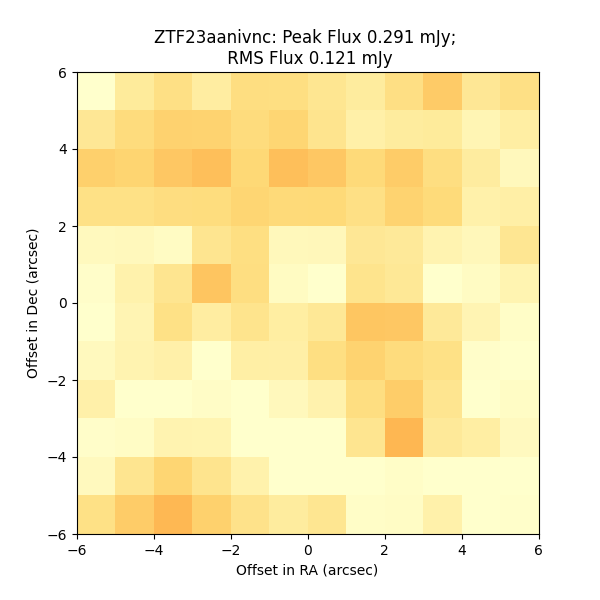 ZTF23aanivnc: Peak Flux 0.291 mJy;
RMS Flux 0.121 mJy
6
4
2
0
−2
−4
−6
Offset in Dec (arcsec)
−6 −4 −2 0 2 4 6
Offset in RA (arcsec)